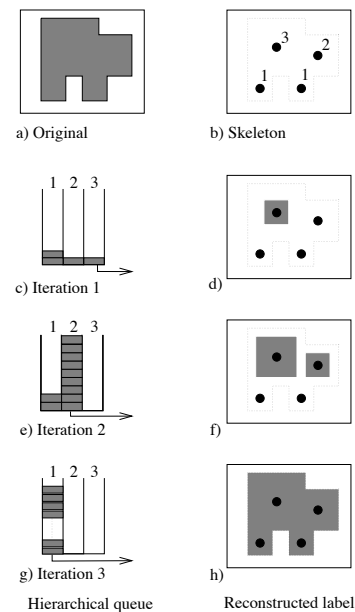 3
2
1 1
a) Original b) Skeleton
1 2 3
c) Iteration 1 d)
1 2 3
e) Iteration 2 f)
1 2 3
g) Iteration 3 h)
Hierarchical queue Reconstructed label